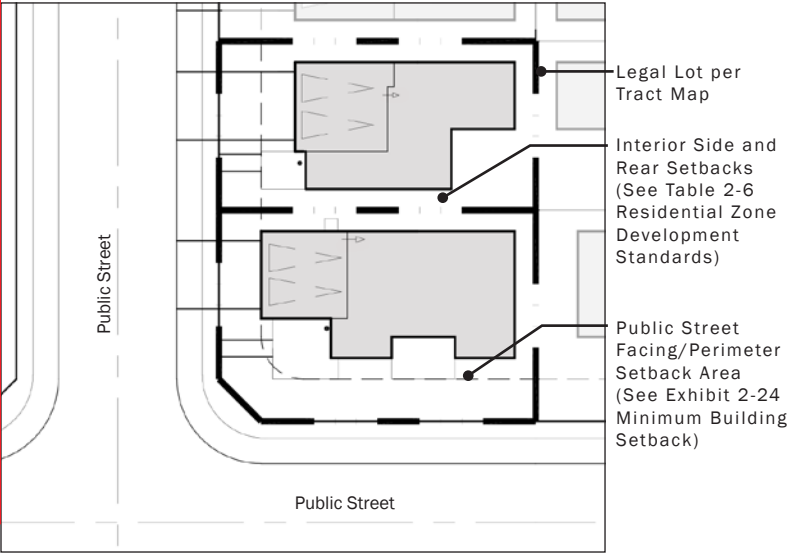 Legal Lot per
Tract Map
Interior Side and
Rear Setbacks
(See Table 2-6
Residential Zone
Development
Standards)
Public Street
Public Street
Facing/Perimeter
Setback Area
(See Exhibit 2-24
Minimum Building
Setback)
Public Street